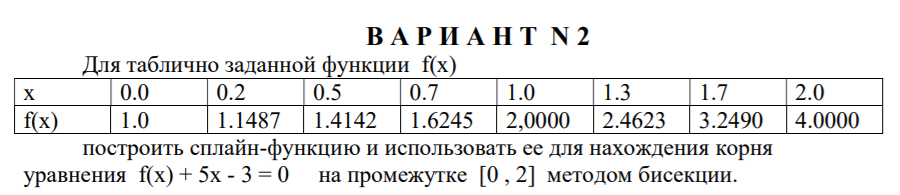 В А Р И А Н Т  N 2
Для таблично заданной функции  f(x)
x 0.0 0.2 0.5 0.7 1.0 1.3 1.7 2.0
f(x) 1.0 1.1487 1.4142 1.6245 2,0000 2.4623 3.2490 4.0000
построить сплайн-функцию и использовать ее для нахождения корня
уравнения  f(x) + 5x - 3 = 0    на промежутке  [0 , 2]  методом бисекции.